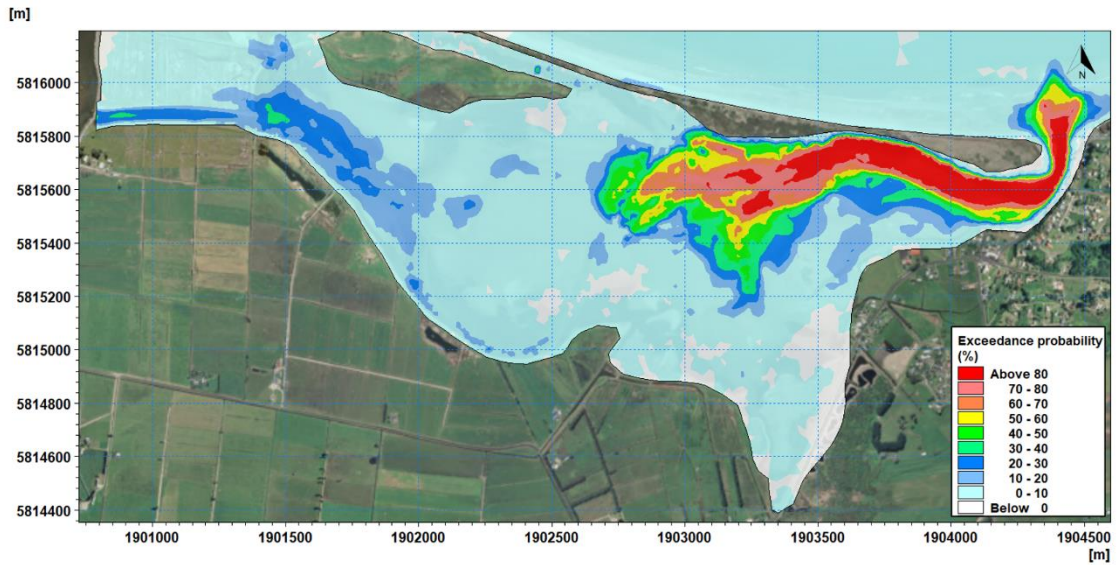 [m]
N
5816000
5815800
5815600
5815400
5815200
5815000
5814800
5814600
5814400
Exceedance probability
(%)
Above 80
70 - 80
60 - 70
50 - 60
40 - 50
30 - 40
20 - 30
10 - 20
0 - 10
Below 0
1901000 1901500 1902000 1902500 1903000 1903500 1904000 1904500
[m]